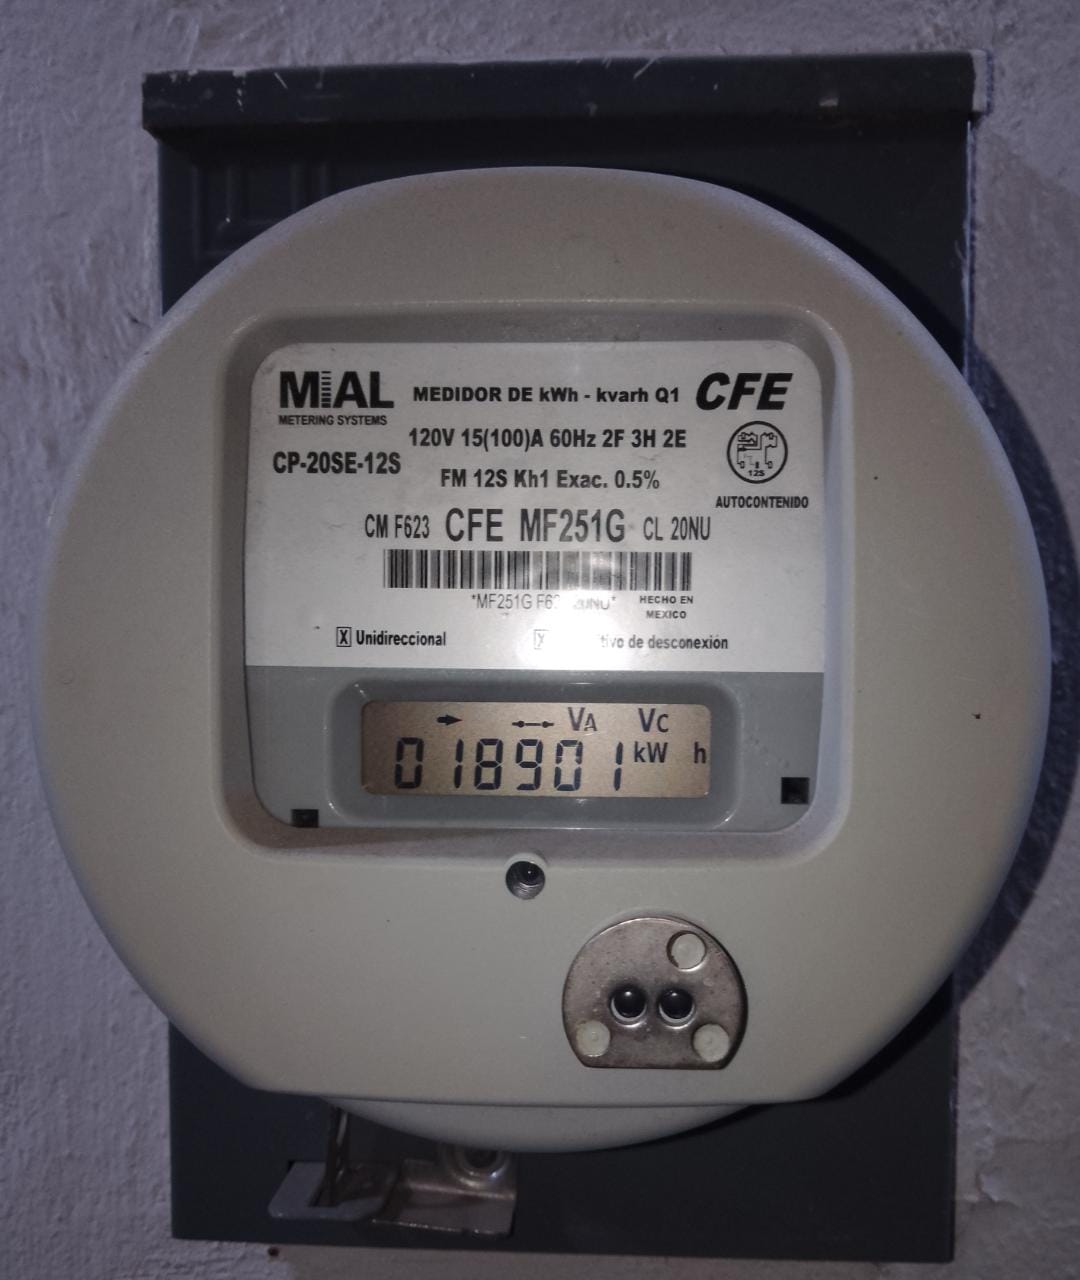 MIAL
METERING SYSTEMS
MEDIDOR DE kWh - kvarh Q1
CFE
120V 15(100)A 60Hz 2F 3H 2E
CP-20SE-12S
FM 12S Kh1 Exac. 0.5%
12S
AUTOCONTENIDO
CM F623 CFE MF251G CL 20NU
*MF251G 20NU*
HECHO EN
MEXICO
X Unidireccional X de desconexión
VA VC
018901 kW h